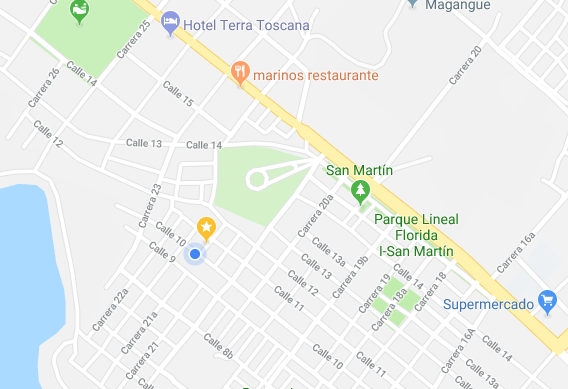 Magangue
Hotel Terra Toscana
Carrera 25
Carrera 20
marinos restaurante
Calle 14
Carrera 26
Calle 15
Calle 12
Calle 13
Calle 14
San Martín
Carrera 23
Carrera 20a
Parque Lineal
Florida
I-San Martín
Calle 10
Calle 9
Calle 13a
Calle 13
Carrera 19b
Calle 14
Carrera 16a
Calle 12
Carrera 19
Carrera 18
Carrera 18a
Calle 11
Carrera 22a
Supermercado
Carrera 21a
Carrera 21
Calle 8b
Calle 10
Calle 11
Carrera 16A
Calle 14